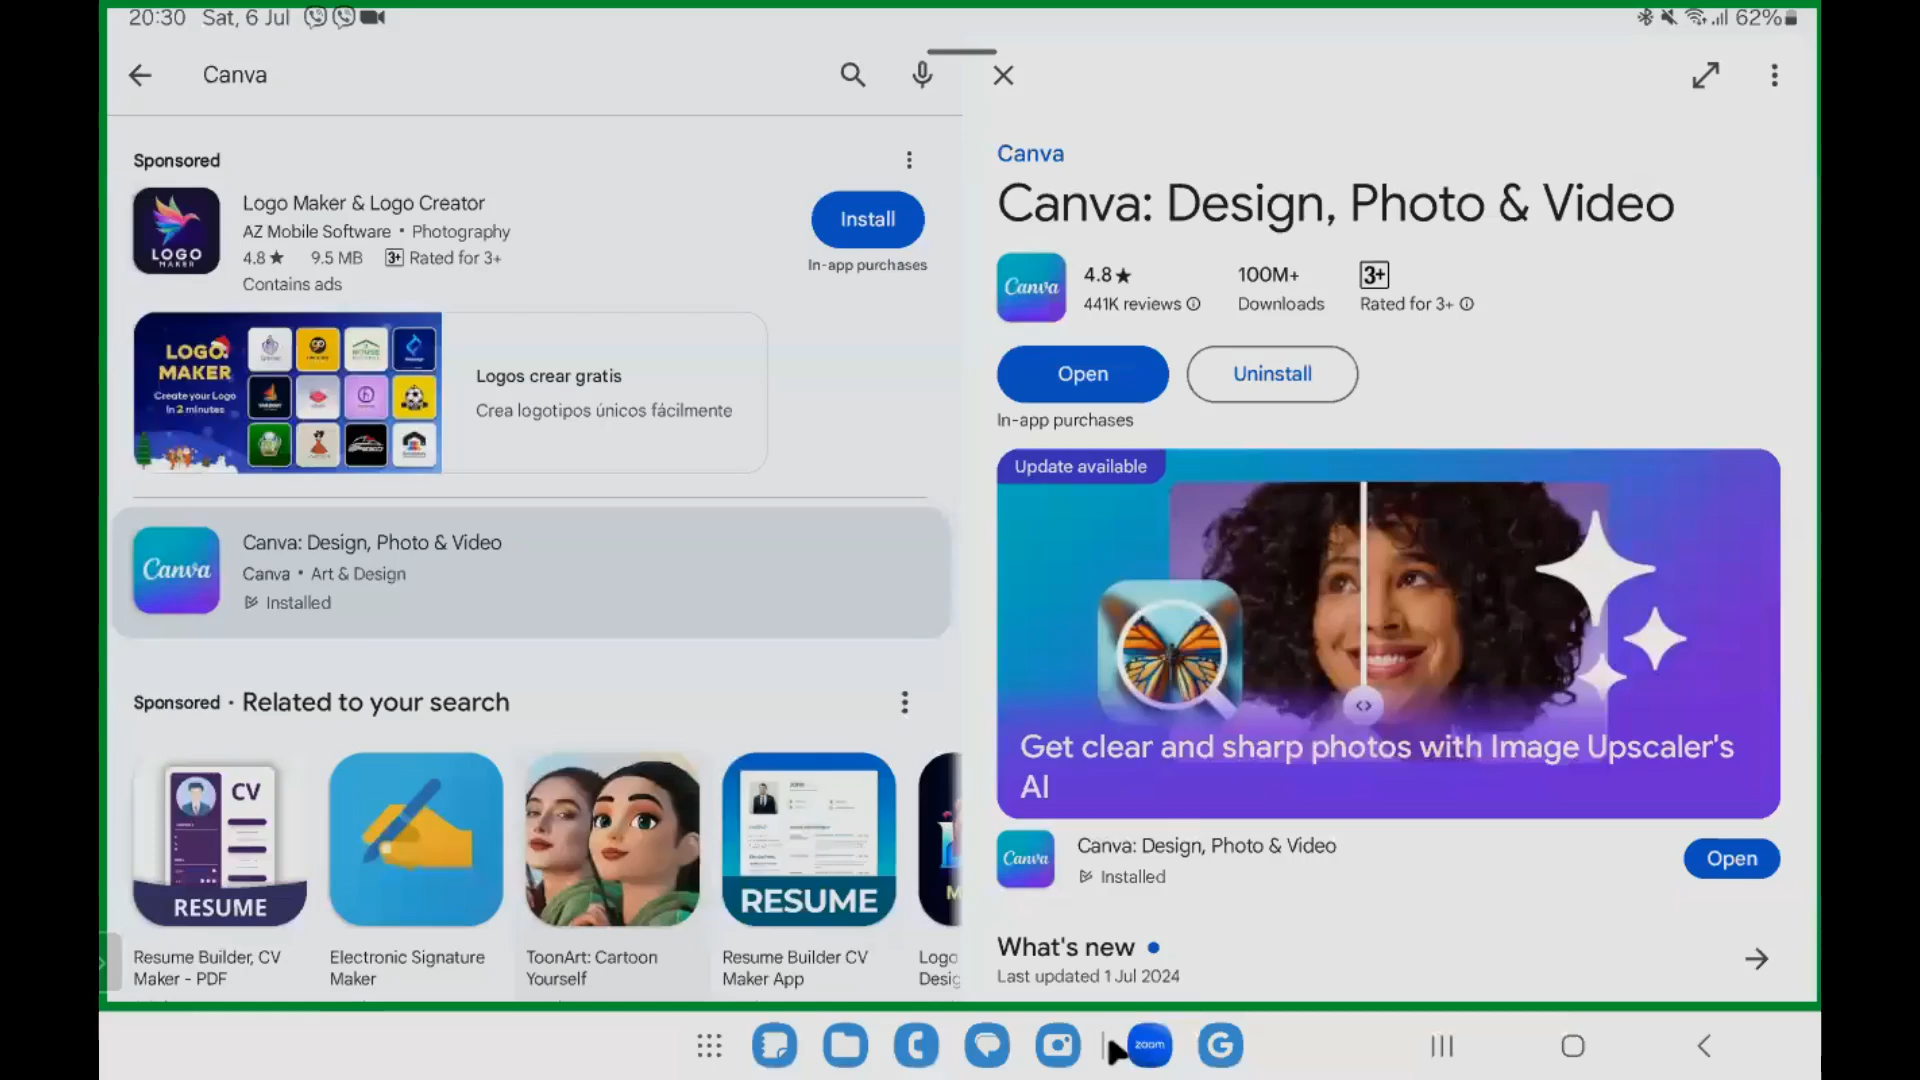 20:30 Sat, 6 Jul
62%
Canva
Sponsored
LOGO
MAKER
Logo Maker & Logo Creator
AZ Mobile Software • Photography
4.8★ 9.5 MB 3+ Rated for 3+
Contains ads
Install
In-app purchases
LOGO
MAKER
Create your Logo
in 2 minutes
Logos crear gratis
Crea logotipos únicos fácilmente
Canva
Canva: Design, Photo & Video
Canva • Art & Design
Installed
Sponsored · Related to your search
CV
RESUME
RESUME
Resume Builder, CV
Maker - PDF
Electronic Signature
Maker
ToonArt: Cartoon
Yourself
Resume Builder CV
Maker App
Logo
Desig
Canva
Canva: Design, Photo & Video
Canva
4.8★
441K reviews
100M+
Downloads
3+
Rated for 3+
Open
Uninstall
In-app purchases
Update available
Get clear and sharp photos with Image Upscaler's
AI
Canva
Canva: Design, Photo & Video
Installed
Open
What's new
Last updated 1 Jul 2024
zoom
G